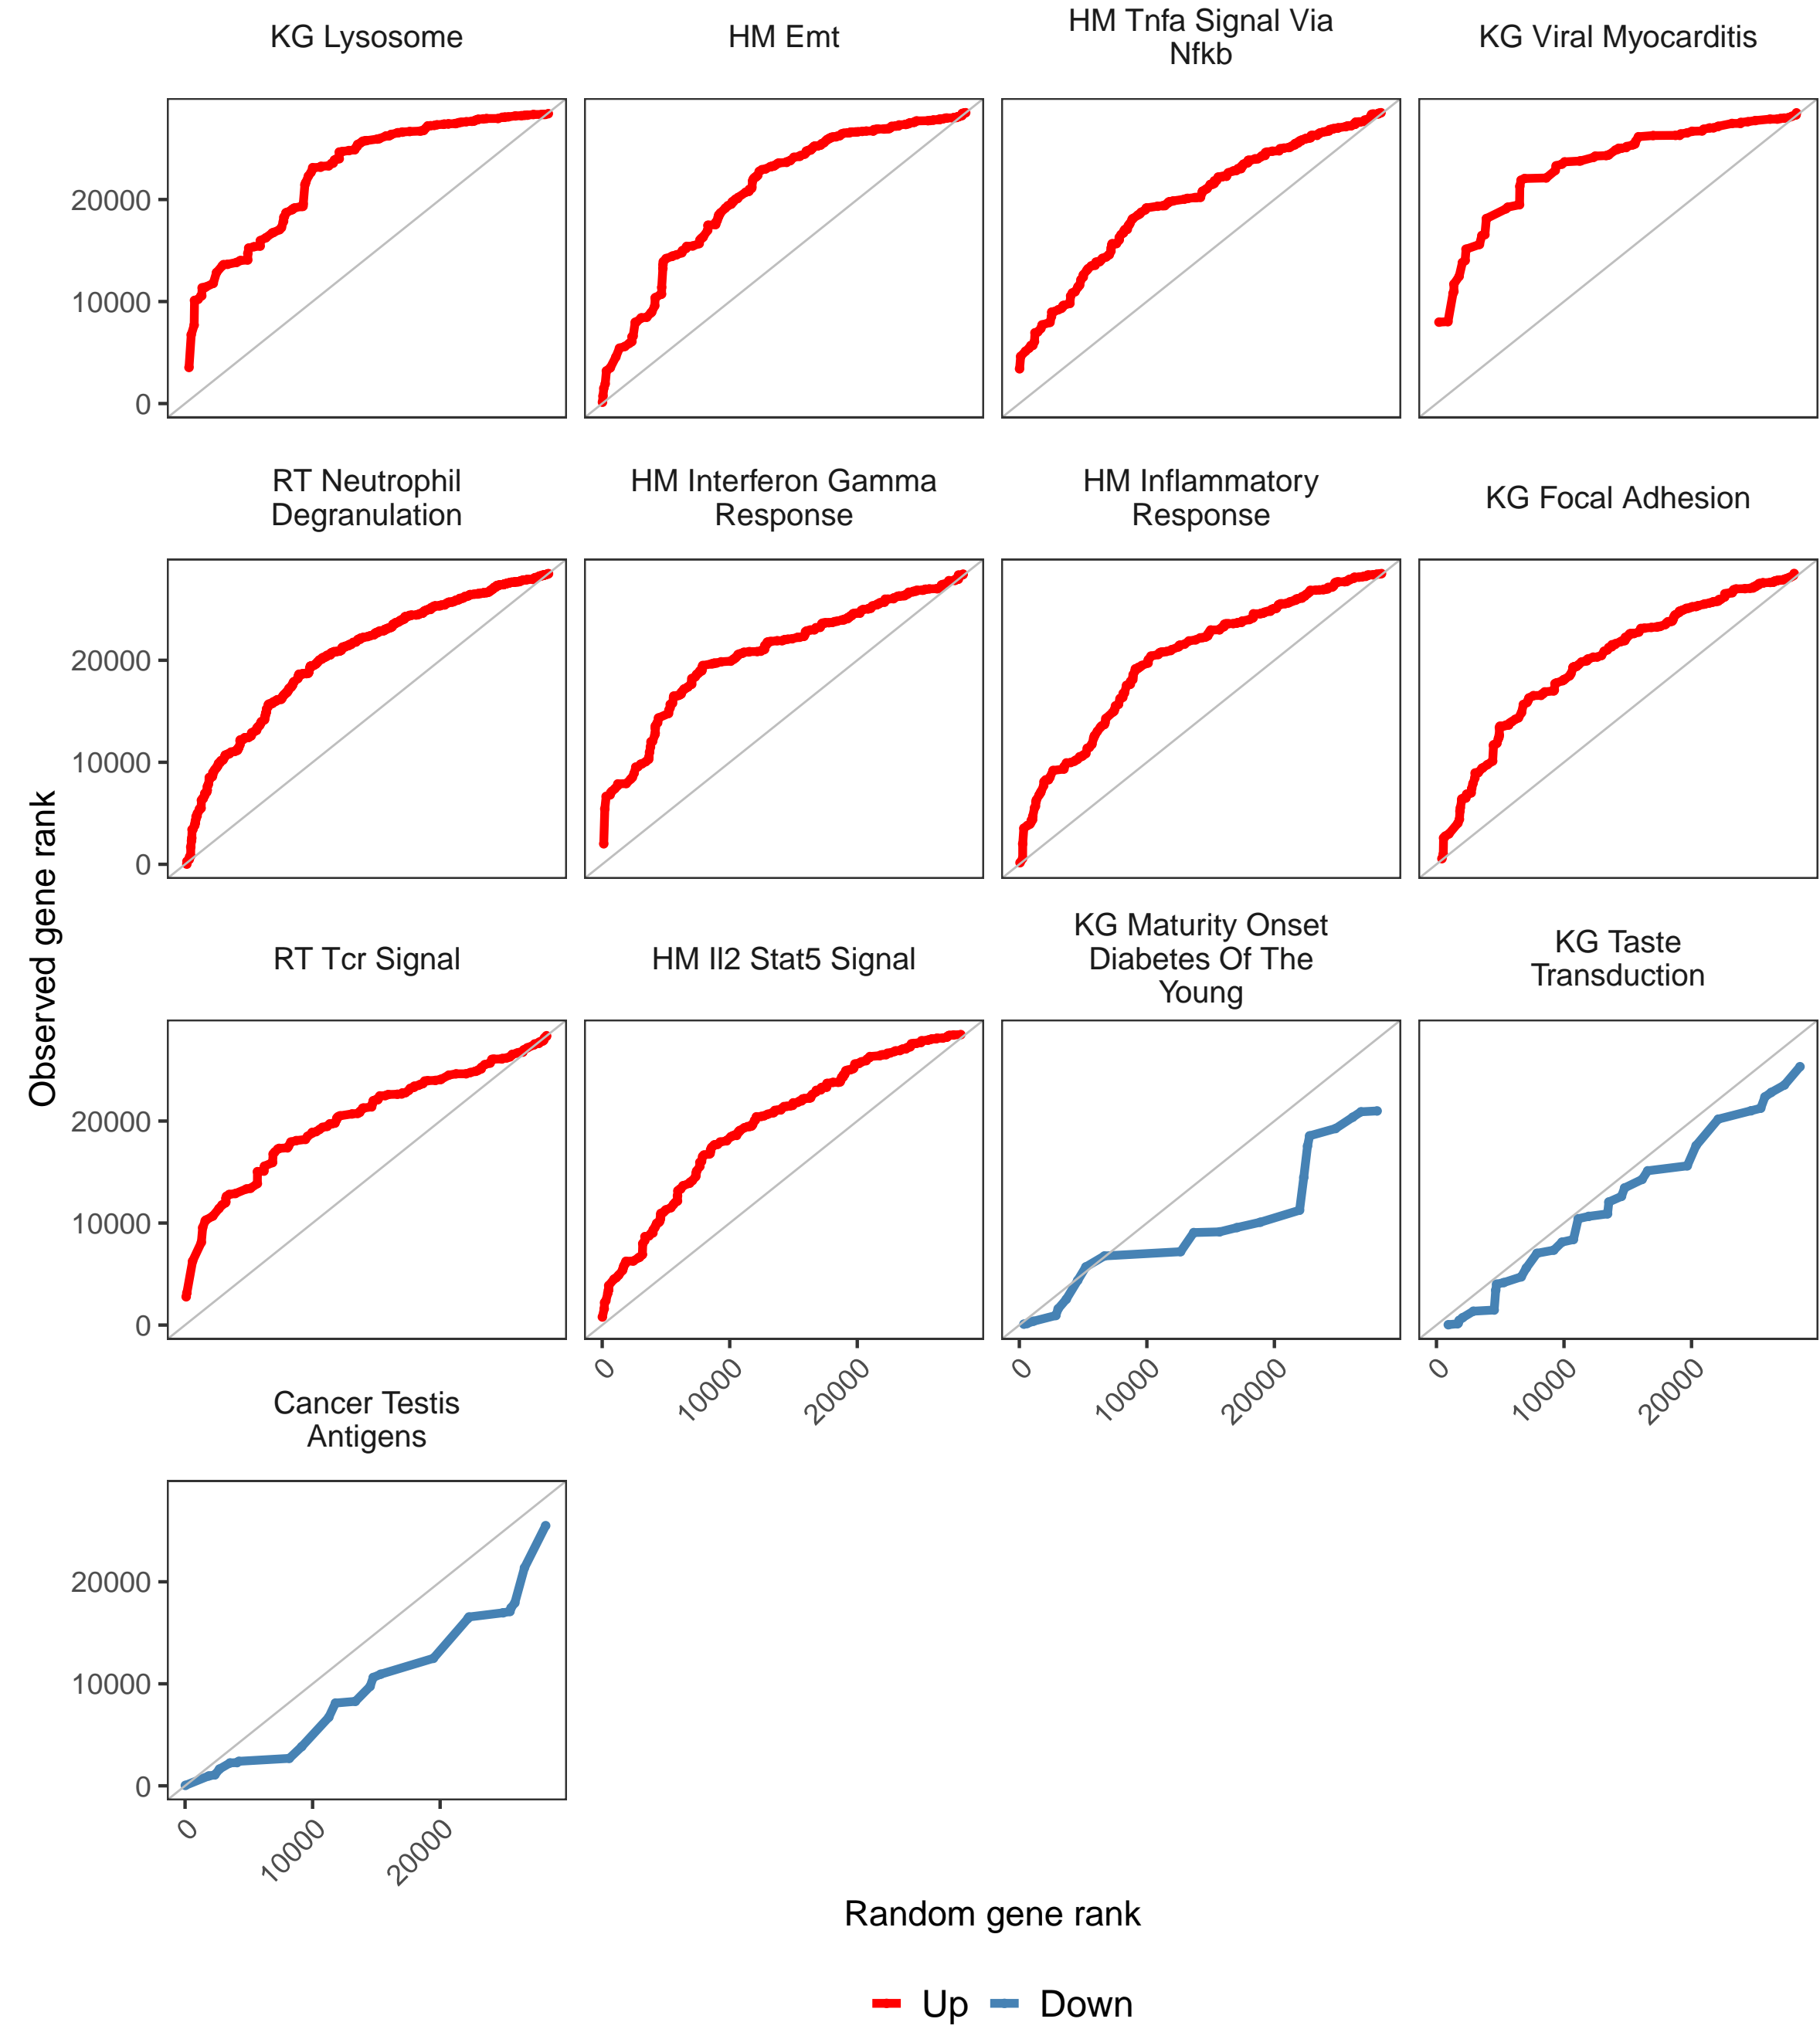 KG Lysosome
HM Emt
HM Tnfa Signal Via
Nfkb
KG Viral Myocarditis
20000
10000
0
RT Neutrophil
Degranulation
HM Interferon Gamma
Response
HM Inflammatory
Response
KG Focal Adhesion
20000
10000
0
Observed gene rank
RT Tcr Signal
HM Il2 Stat5 Signal
KG Maturity Onset
Diabetes Of The
Young
KG Taste
Transduction
20000
10000
0
0
10000
20000
0
10000
20000
0
10000
20000
Cancer Testis
Antigens
20000
10000
0
0
10000
20000
Random gene rank
Up
Down